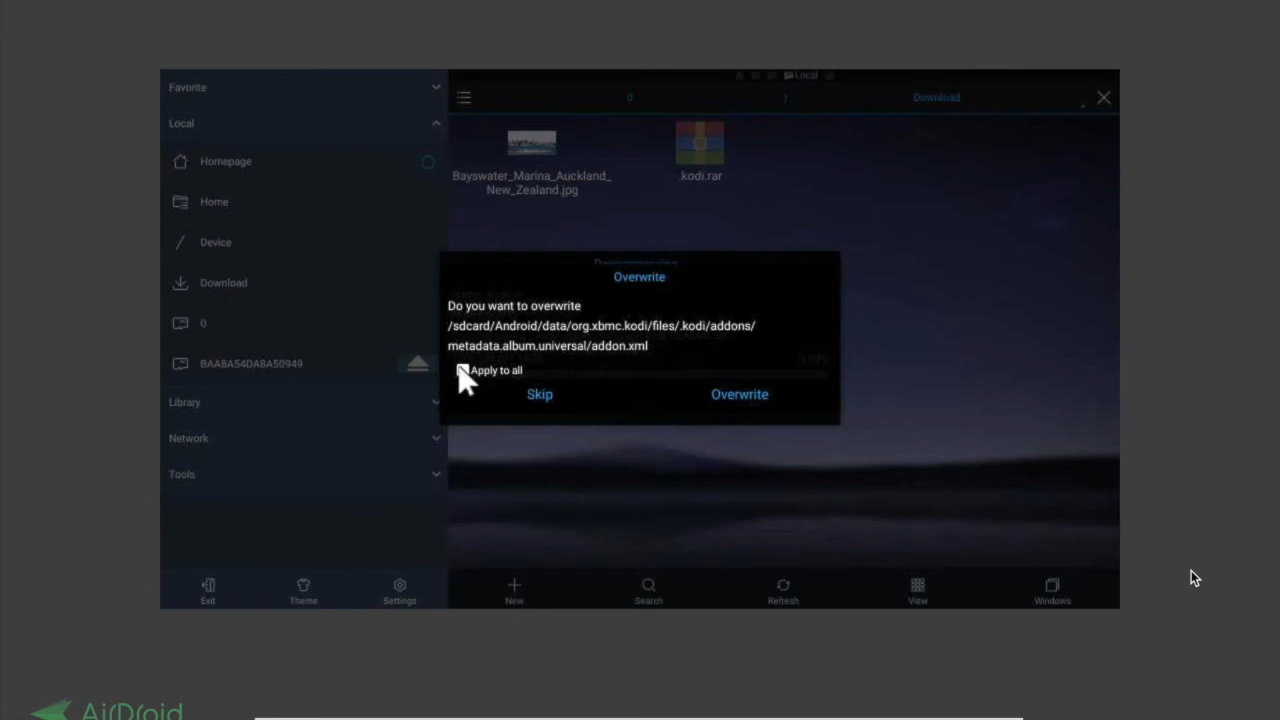 Favorite
Local
Homepage
Home
Device
Download
0
BAA8A54DA8A50949
Library
Network
Tools
Exit
Theme
Settings
Local
0
Download
Bayswater_Marina_Auckland_
New_Zealand.jpg
.kodi.rar
Overwrite
Do you want to overwrite
/sdcard/Android/data/org.xbmc.kodi/files/.kodi/addons/
metadata.album.universal/addon.xml
Apply to all
Skip
Overwrite
New
Search
Refresh
View
Windows
AirDroid